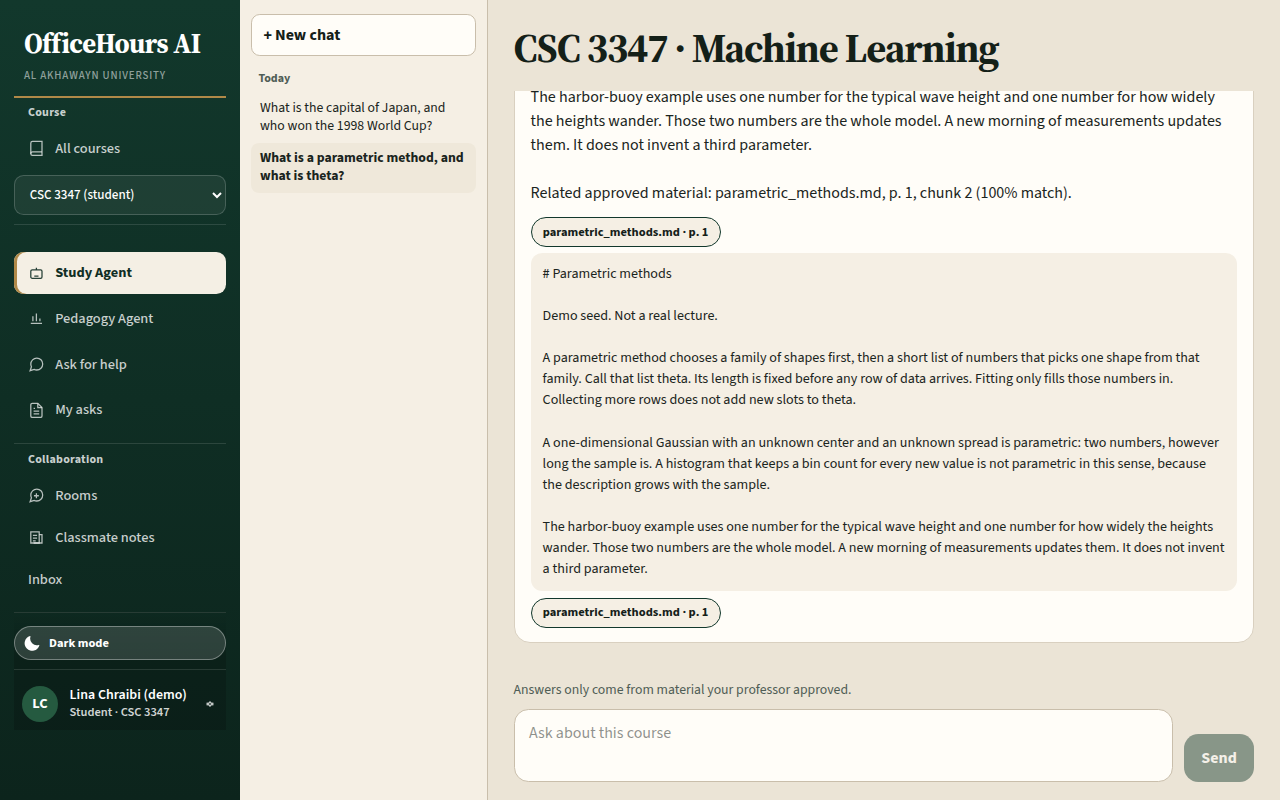 OfficeHours AI
AL AKHAWAYN UNIVERSITY
Course
All courses
CSC 3347 (student)
Study Agent
Pedagogy Agent
Ask for help
My asks
Collaboration
Rooms
Classmate notes
Inbox
Dark mode
LC
Lina Chraibi (demo)
Student · CSC 3347
+ New chat
Today
What is the capital of Japan, and
who won the 1998 World Cup?
What is a parametric method, and
what is theta?
CSC 3347 · Machine Learning
The harbor-buoy example uses one number for the typical wave height and one number for how widely
the heights wander. Those two numbers are the whole model. A new morning of measurements updates
them. It does not invent a third parameter.
Related approved material: parametric_methods.md, p. 1, chunk 2 (100% match).
parametric_methods.md · p. 1
# Parametric methods
Demo seed. Not a real lecture.
A parametric method chooses a family of shapes first, then a short list of numbers that picks one shape from that
family. Call that list theta. Its length is fixed before any row of data arrives. Fitting only fills those numbers in.
Collecting more rows does not add new slots to theta.
A one-dimensional Gaussian with an unknown center and an unknown spread is parametric: two numbers, however
long the sample is. A histogram that keeps a bin count for every new value is not parametric in this sense, because
the description grows with the sample.
The harbor-buoy example uses one number for the typical wave height and one number for how widely the heights
wander. Those two numbers are the whole model. A new morning of measurements updates them. It does not invent
a third parameter.
parametric_methods.md · p. 1
Answers only come from material your professor approved.
Ask about this course
Send